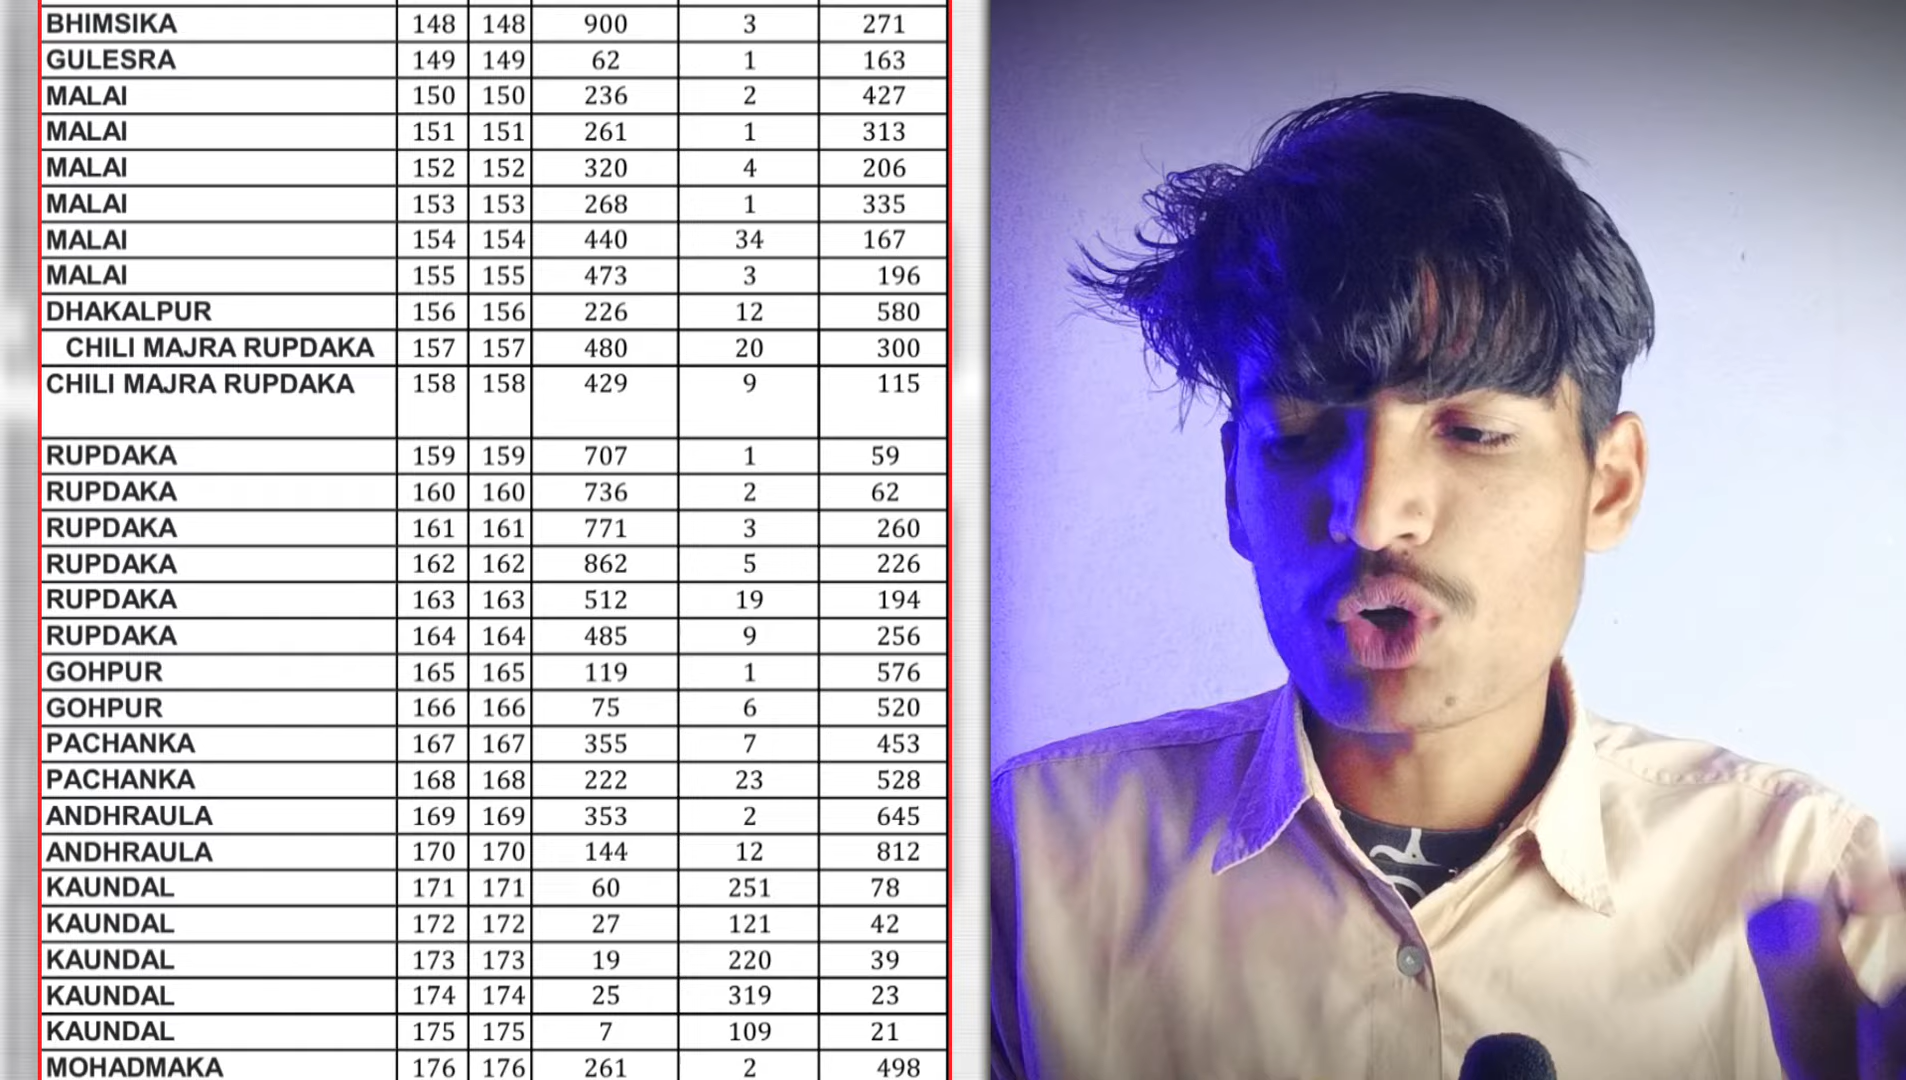 BHIMSIKA 148 148 900 3 271
GULESRA 149 149 62 1 163
MALAI 150 150 236 2 427
MALAI 151 151 261 1 313
MALAI 152 152 320 4 206
MALAI 153 153 268 1 335
MALAI 154 154 440 34 167
MALAI 155 155 473 3 196
DHAKALPUR 156 156 226 12 580
CHILI MAJRA RUPDAKA 157 157 480 20 300
CHILI MAJRA RUPDAKA 158 158 429 9 115
RUPDAKA 159 159 707 1 59
RUPDAKA 160 160 736 2 62
RUPDAKA 161 161 771 3 260
RUPDAKA 162 162 862 5 226
RUPDAKA 163 163 512 19 194
RUPDAKA 164 164 485 9 256
GOHPUR 165 165 119 1 576
GOHPUR 166 166 75 6 520
PACHANKA 167 167 355 7 453
PACHANKA 168 168 222 23 528
ANDHRAULA 169 169 353 2 645
ANDHRAULA 170 170 144 12 812
KAUNDAL 171 171 60 251 78
KAUNDAL 172 172 27 121 42
KAUNDAL 173 173 19 220 39
KAUNDAL 174 174 25 319 23
KAUNDAL 175 175 7 109 21
MOHADMAKA 176 176 261 2 498